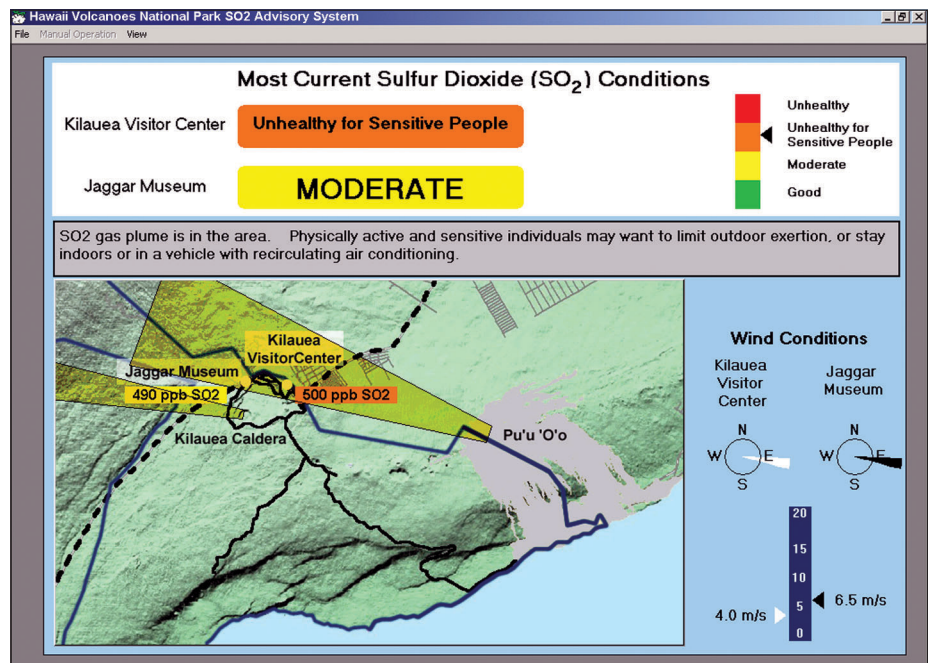 Hawaii Volcanoes National Park SO2 Advisory System
File Manual Operation View
Most Current Sulfur Dioxide (SO2) Conditions
Kilauea Visitor Center
Unhealthy for Sensitive People
Jaggar Museum
MODERATE
Unhealthy
Unhealthy for
Sensitive People
Moderate
Good
SO2 gas plume is in the area. Physically active and sensitive individuals may want to limit outdoor exertion, or stay
indoors or in a vehicle with recirculating air conditioning.
Kilauea
VisitorCenter
Jaggar Museum
490 ppb SO2
500 ppb SO2
Kilauea Caldera
Pu'u 'O'o
Wind Conditions
Kilauea
Visitor
Center
Jaggar
Museum
N
W E
S
N
W E
S
20
15
10
5
0
4.0 m/s
6.5 m/s